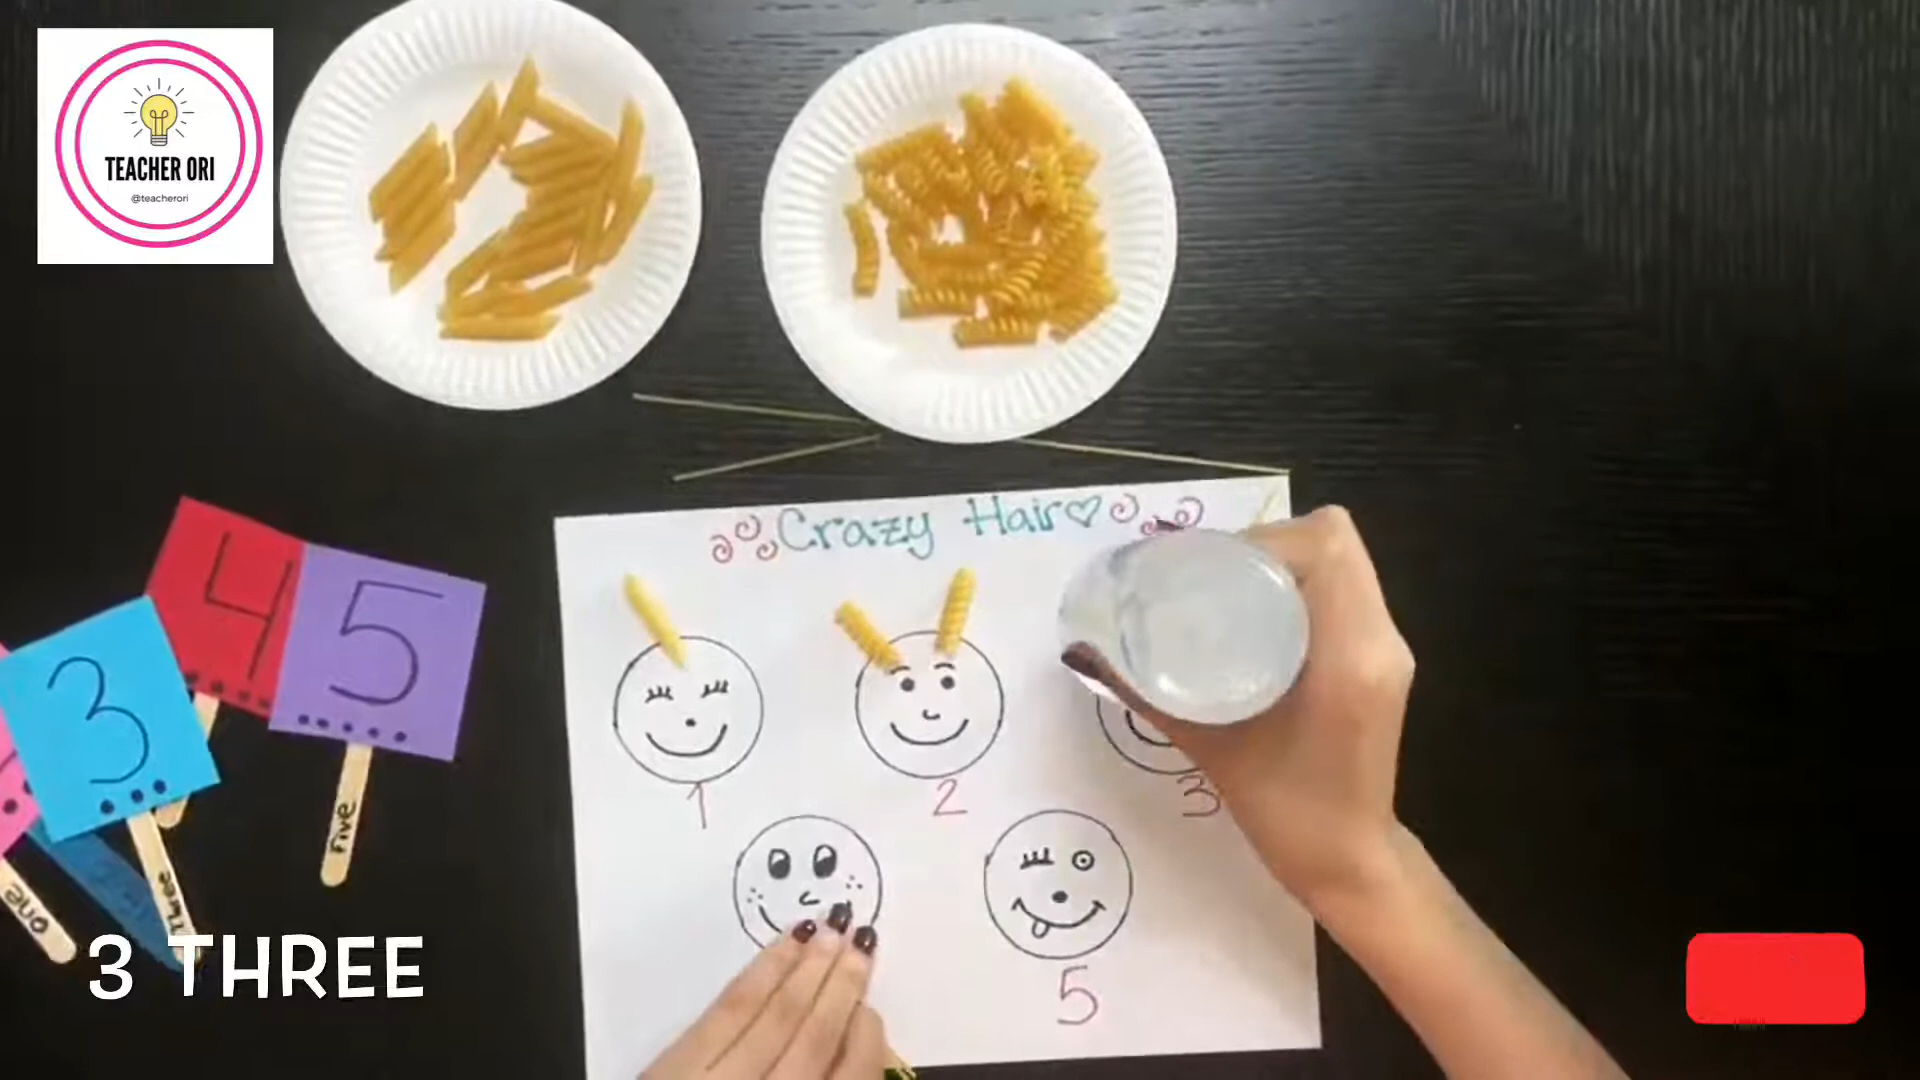 TEACHER ORI
@teacherori
Crazy Hair
4
5
3
Five
Three
one
1
2
3
5
3 THREE